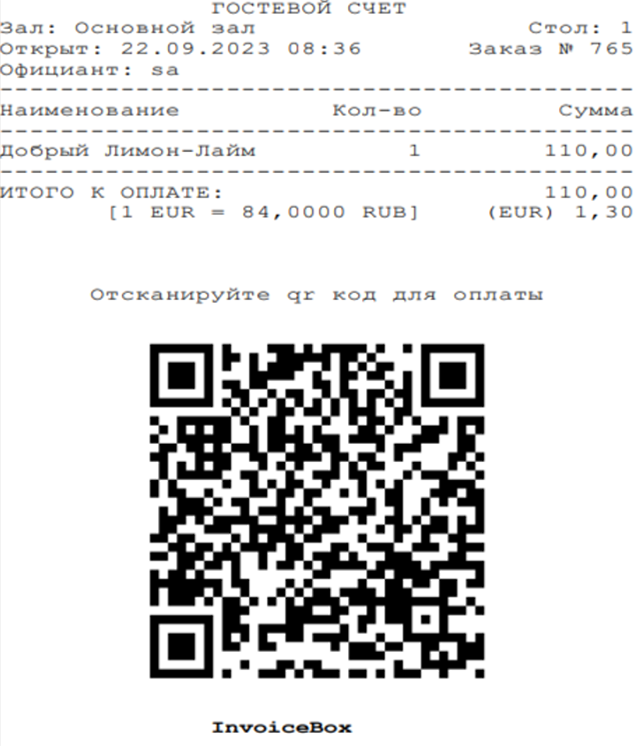 ГОСТЕВОЙ СЧЕТ
Зал: Основной зал Стол: 1
Открыт: 22.09.2023 08:36 Заказ № 765
Официант: sa
Наименование Кол-во Сумма
Добрый Лимон-Лайм 1 110,00
ИТОГО К ОПЛАТЕ: 110,00
[1 EUR = 84,0000 RUB] (EUR) 1,30
Отсканируйте qr код для оплаты
InvoiceBox